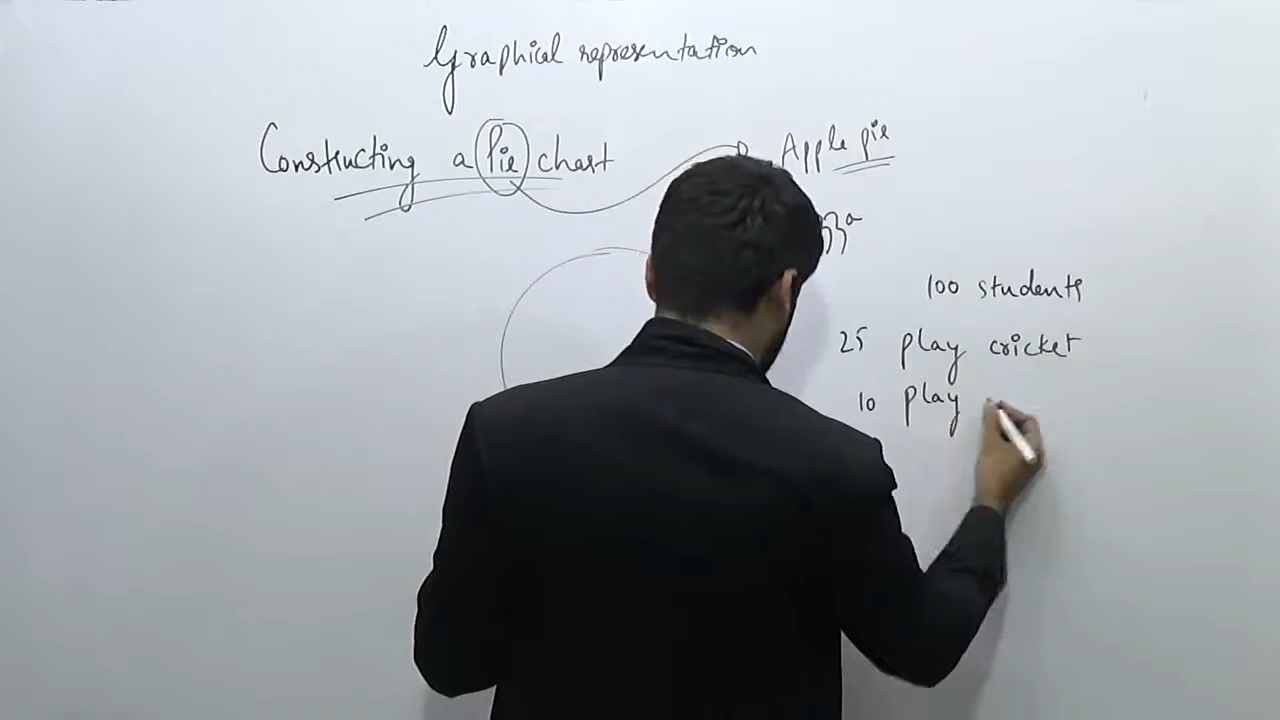 Graphical representation
Constructing a Pie chart
Apple pie
100 students
25 play cricket
10 play